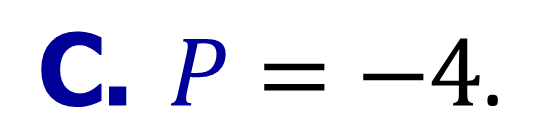 C. P = −4.